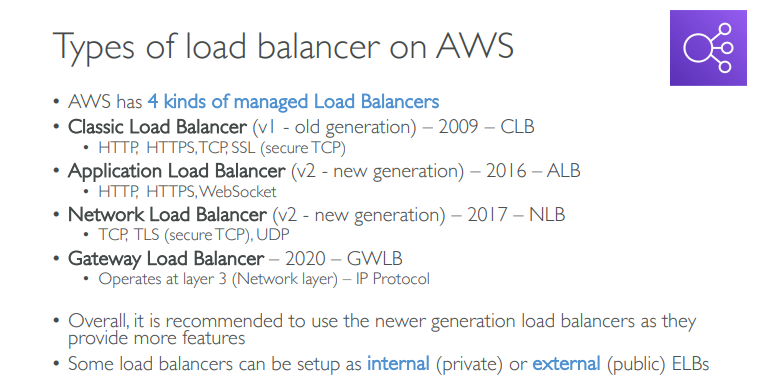 Types of load balancer on AWS
• AWS has 4 kinds of managed Load Balancers
• Classic Load Balancer (v1 - old generation) – 2009 – CLB
• HTTP, HTTPS, TCP, SSL (secure TCP)
• Application Load Balancer (v2 - new generation) – 2016 – ALB
• HTTP, HTTPS, WebSocket
• Network Load Balancer (v2 - new generation) – 2017 – NLB
• TCP, TLS (secure TCP), UDP
• Gateway Load Balancer – 2020 – GWLB
• Operates at layer 3 (Network layer) – IP Protocol
• Overall, it is recommended to use the newer generation load balancers as they
provide more features
• Some load balancers can be setup as internal (private) or external (public) ELBs